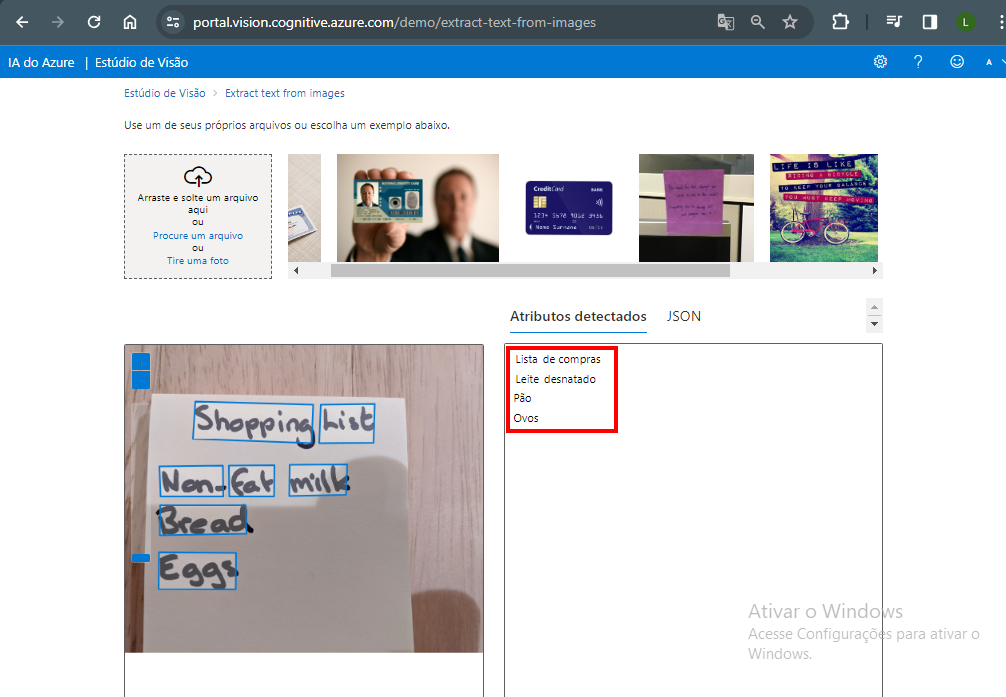 portal.vision.cognitive.azure.com/demo/extract-text-from-images
L
IA do Azure | Estúdio de Visão
? A
Estúdio de Visão > Extract text from images
Use um de seus próprios arquivos ou escolha um exemplo abaixo.
Arraste e solte um arquivo
aqui
ou
Procure um arquivo
ou
Tire uma foto
CreditCard BANK
1234 5678 9012 3456
Name Surname
LIFE IS LIKE
RIDING A BICYCLE
TO KEEP YOUR BALANCE
YOU MUST KEEP MOVING
Atributos detectados JSON
Lista de compras
Leite desnatado
Pão
Ovos
Shopping List
Non-fat milk
Bread
Eggs
Ativar o Windows
Acesse Configurações para ativar o
Windows.